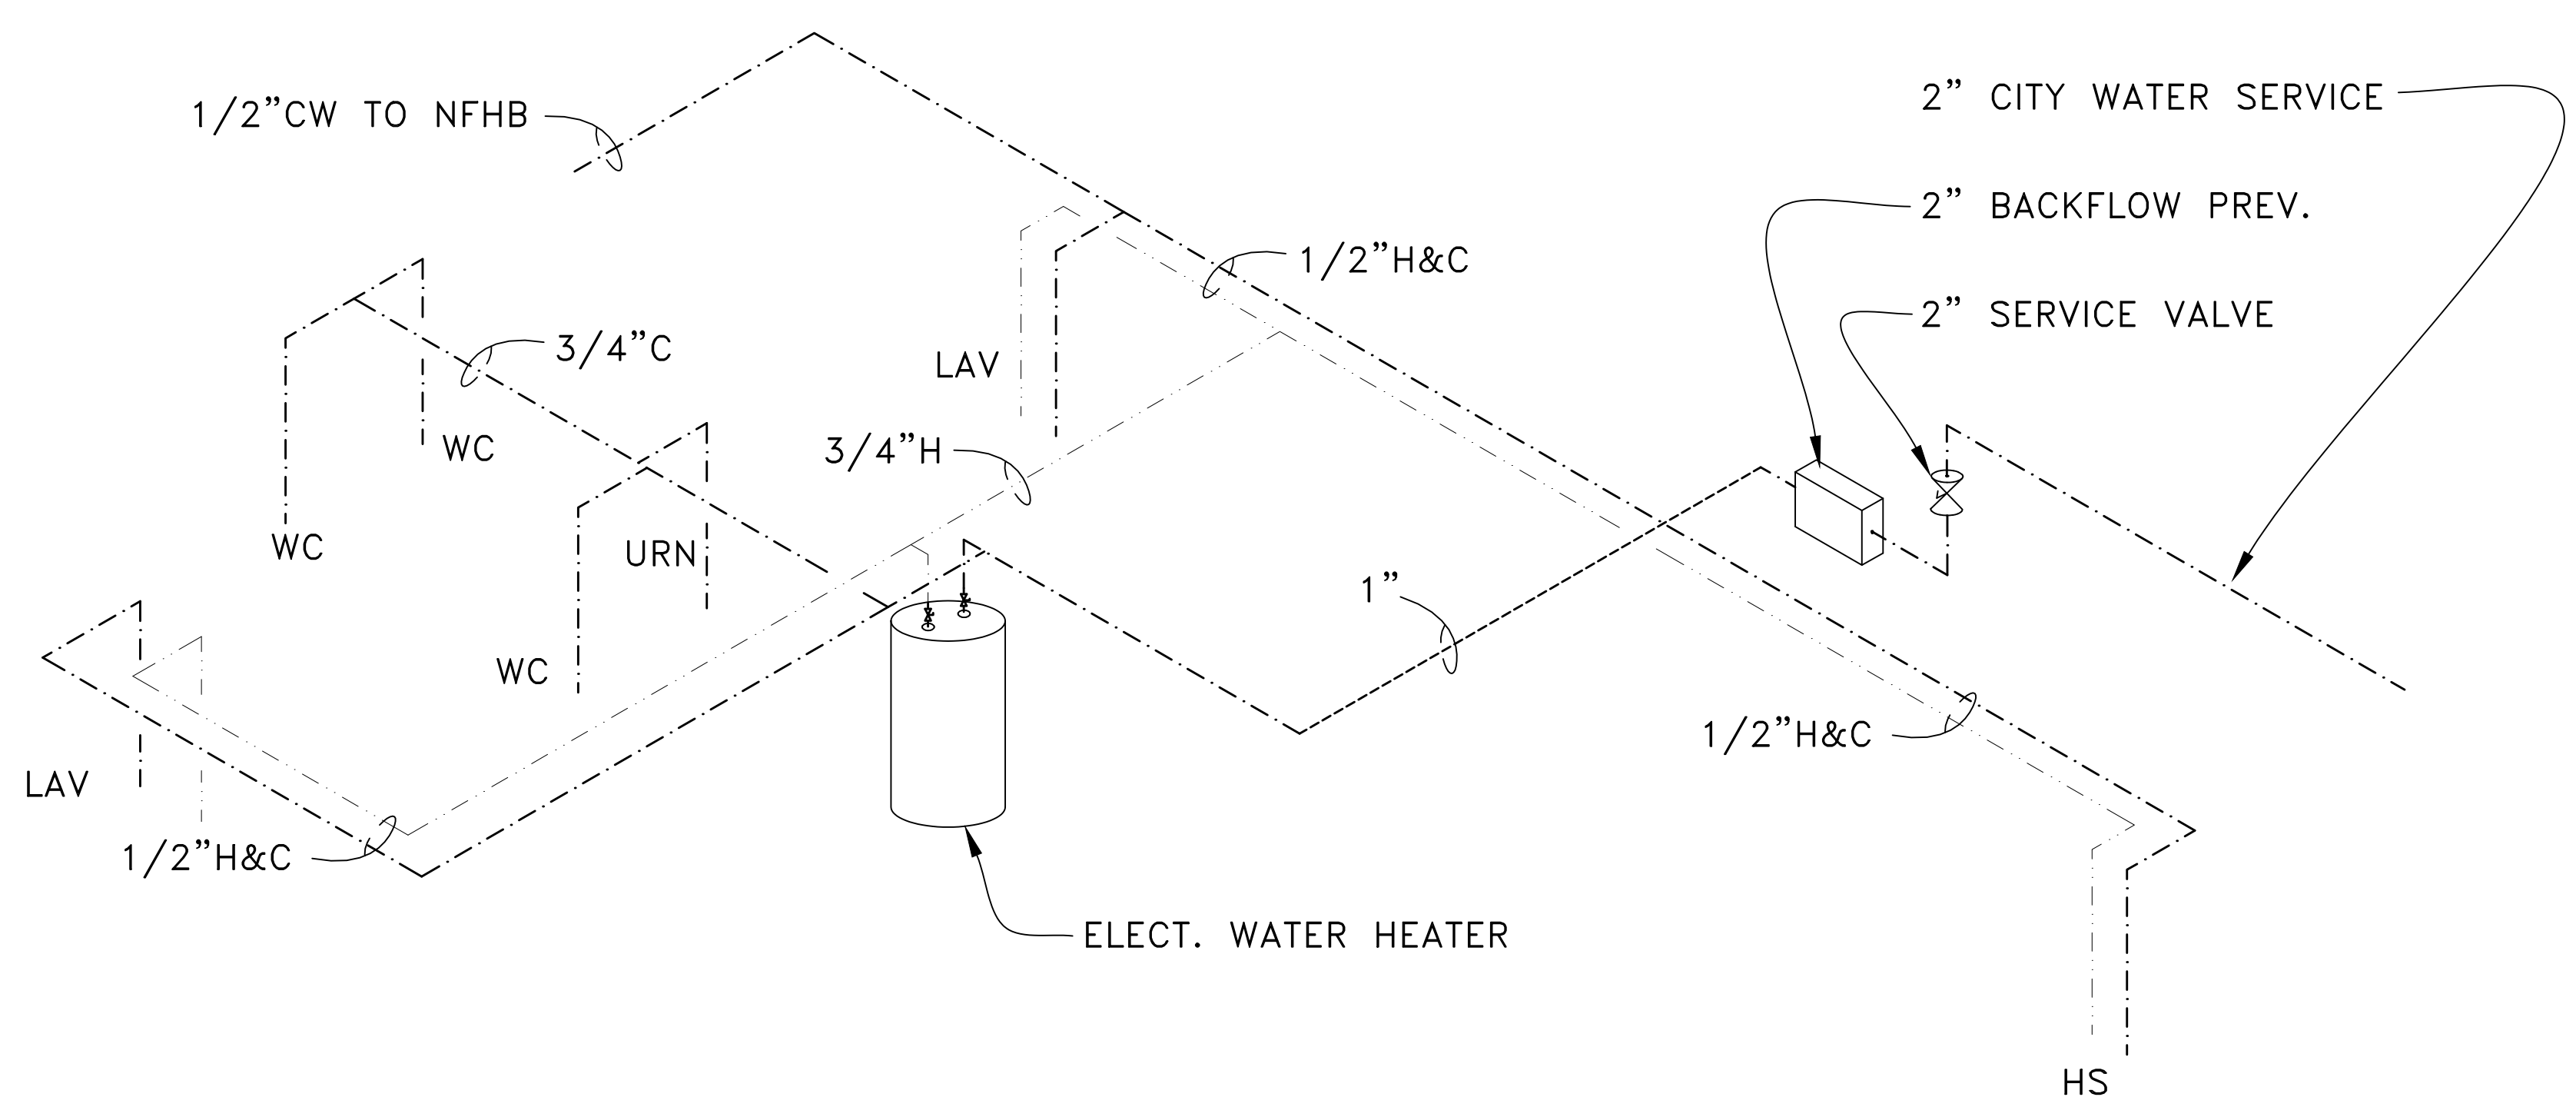 2” CITY WATER SERVICE
1/2”CW TO NFHB
2” BACKFLOW PREV.
1/2”H&C
2” SERVICE VALVE
3/4”C
LAV
WC
3/4”H
WC
URN
1”
WC
1/2”H&C
LAV
1/2”H&C
ELECT. WATER HEATER
HS